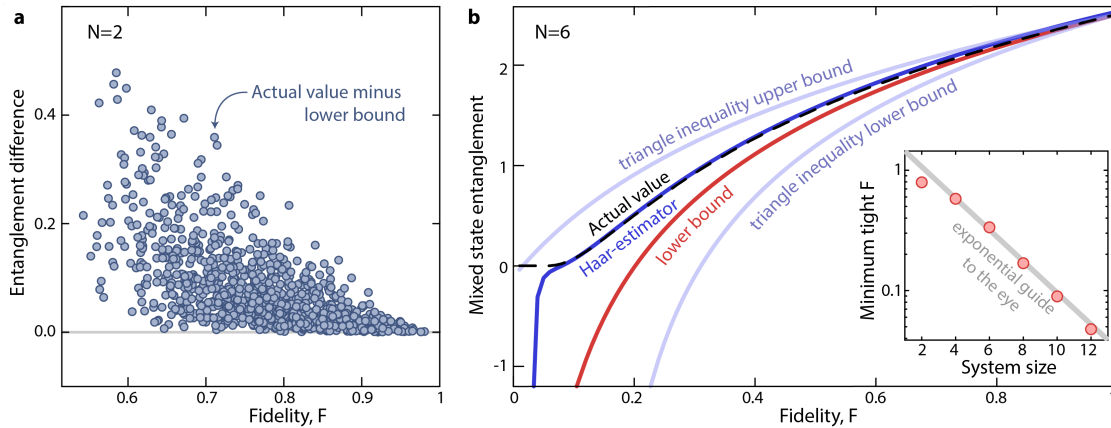 a
N=2
Actual value minus
lower bound
Entanglement difference
0.4
0.2
0.0
0.6
0.7
0.8
0.9
1
Fidelity, F
b
N=6
Mixed state entanglement
2
1
0
-1
triangle inequality upper bound
Actual value
Haar-estimator
lower bound
triangle inequality lower bound
0
0.2
0.4
0.6
0.8
1
Fidelity, F
Minimum tight F
1
0.1
exponential guide
to the eye
2
4
6
8
10
12
System size